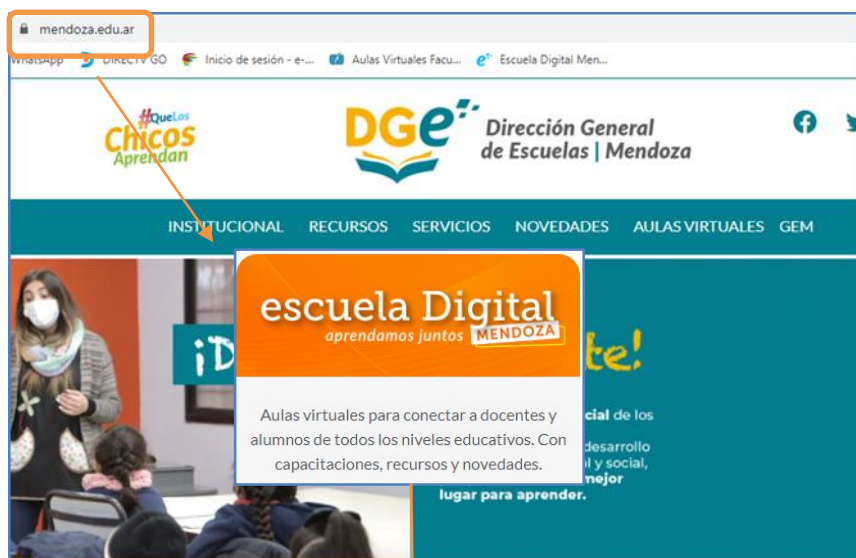 mendoza.edu.ar
WhatsApp DIRECTV GO Inicio de sesión - e-... Aulas Virtuales Facu... Escuela Digital Men...
#QueLos
Chicos
Aprendan
DGe
Dirección General
de Escuelas | Mendoza
INSTITUCIONAL RECURSOS SERVICIOS NOVEDADES AULAS VIRTUALES GEM
escuela Digital
aprendamos juntos MENDOZA
Aulas virtuales para conectar a docentes y
alumnos de todos los niveles educativos. Con
capacitaciones, recursos y novedades.
¡D
te!
cial de los
desarrollo
l y social,
mejor
lugar para aprender.